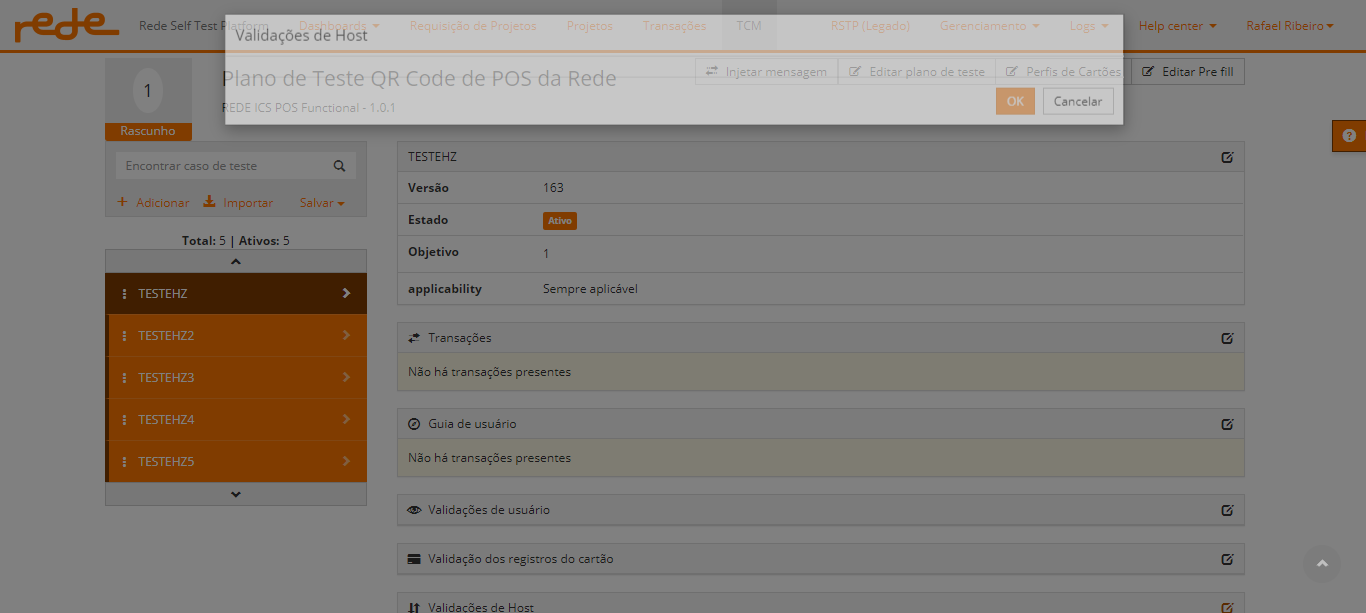 rede
Rede Self Test Platform
Dashboards
Requisição de Projetos
Projetos
Transações
TCM
RSTP (Legado)
Gerenciamento
Logs
Help center
Rafael Ribeiro
Validações de Host
1
Rascunho
Plano de Teste QR Code de POS da Rede
REDE ICS POS Functional - 1.0.1
Injetar mensagem
Editar plano de teste
Perfis de Cartões
Editar Pre fill
OK
Cancelar
Encontrar caso de teste
+ Adicionar
Importar
Salvar
Total: 5 | Ativos: 5
TESTEHZ
TESTEHZ2
TESTEHZ3
TESTEHZ4
TESTEHZ5
TESTEHZ
Versão 163
Estado Ativo
Objetivo 1
applicability Sempre aplicável
Transações
Não há transações presentes
Guia de usuário
Não há transações presentes
Validações de usuário
Validação dos registros do cartão
Validações de Host